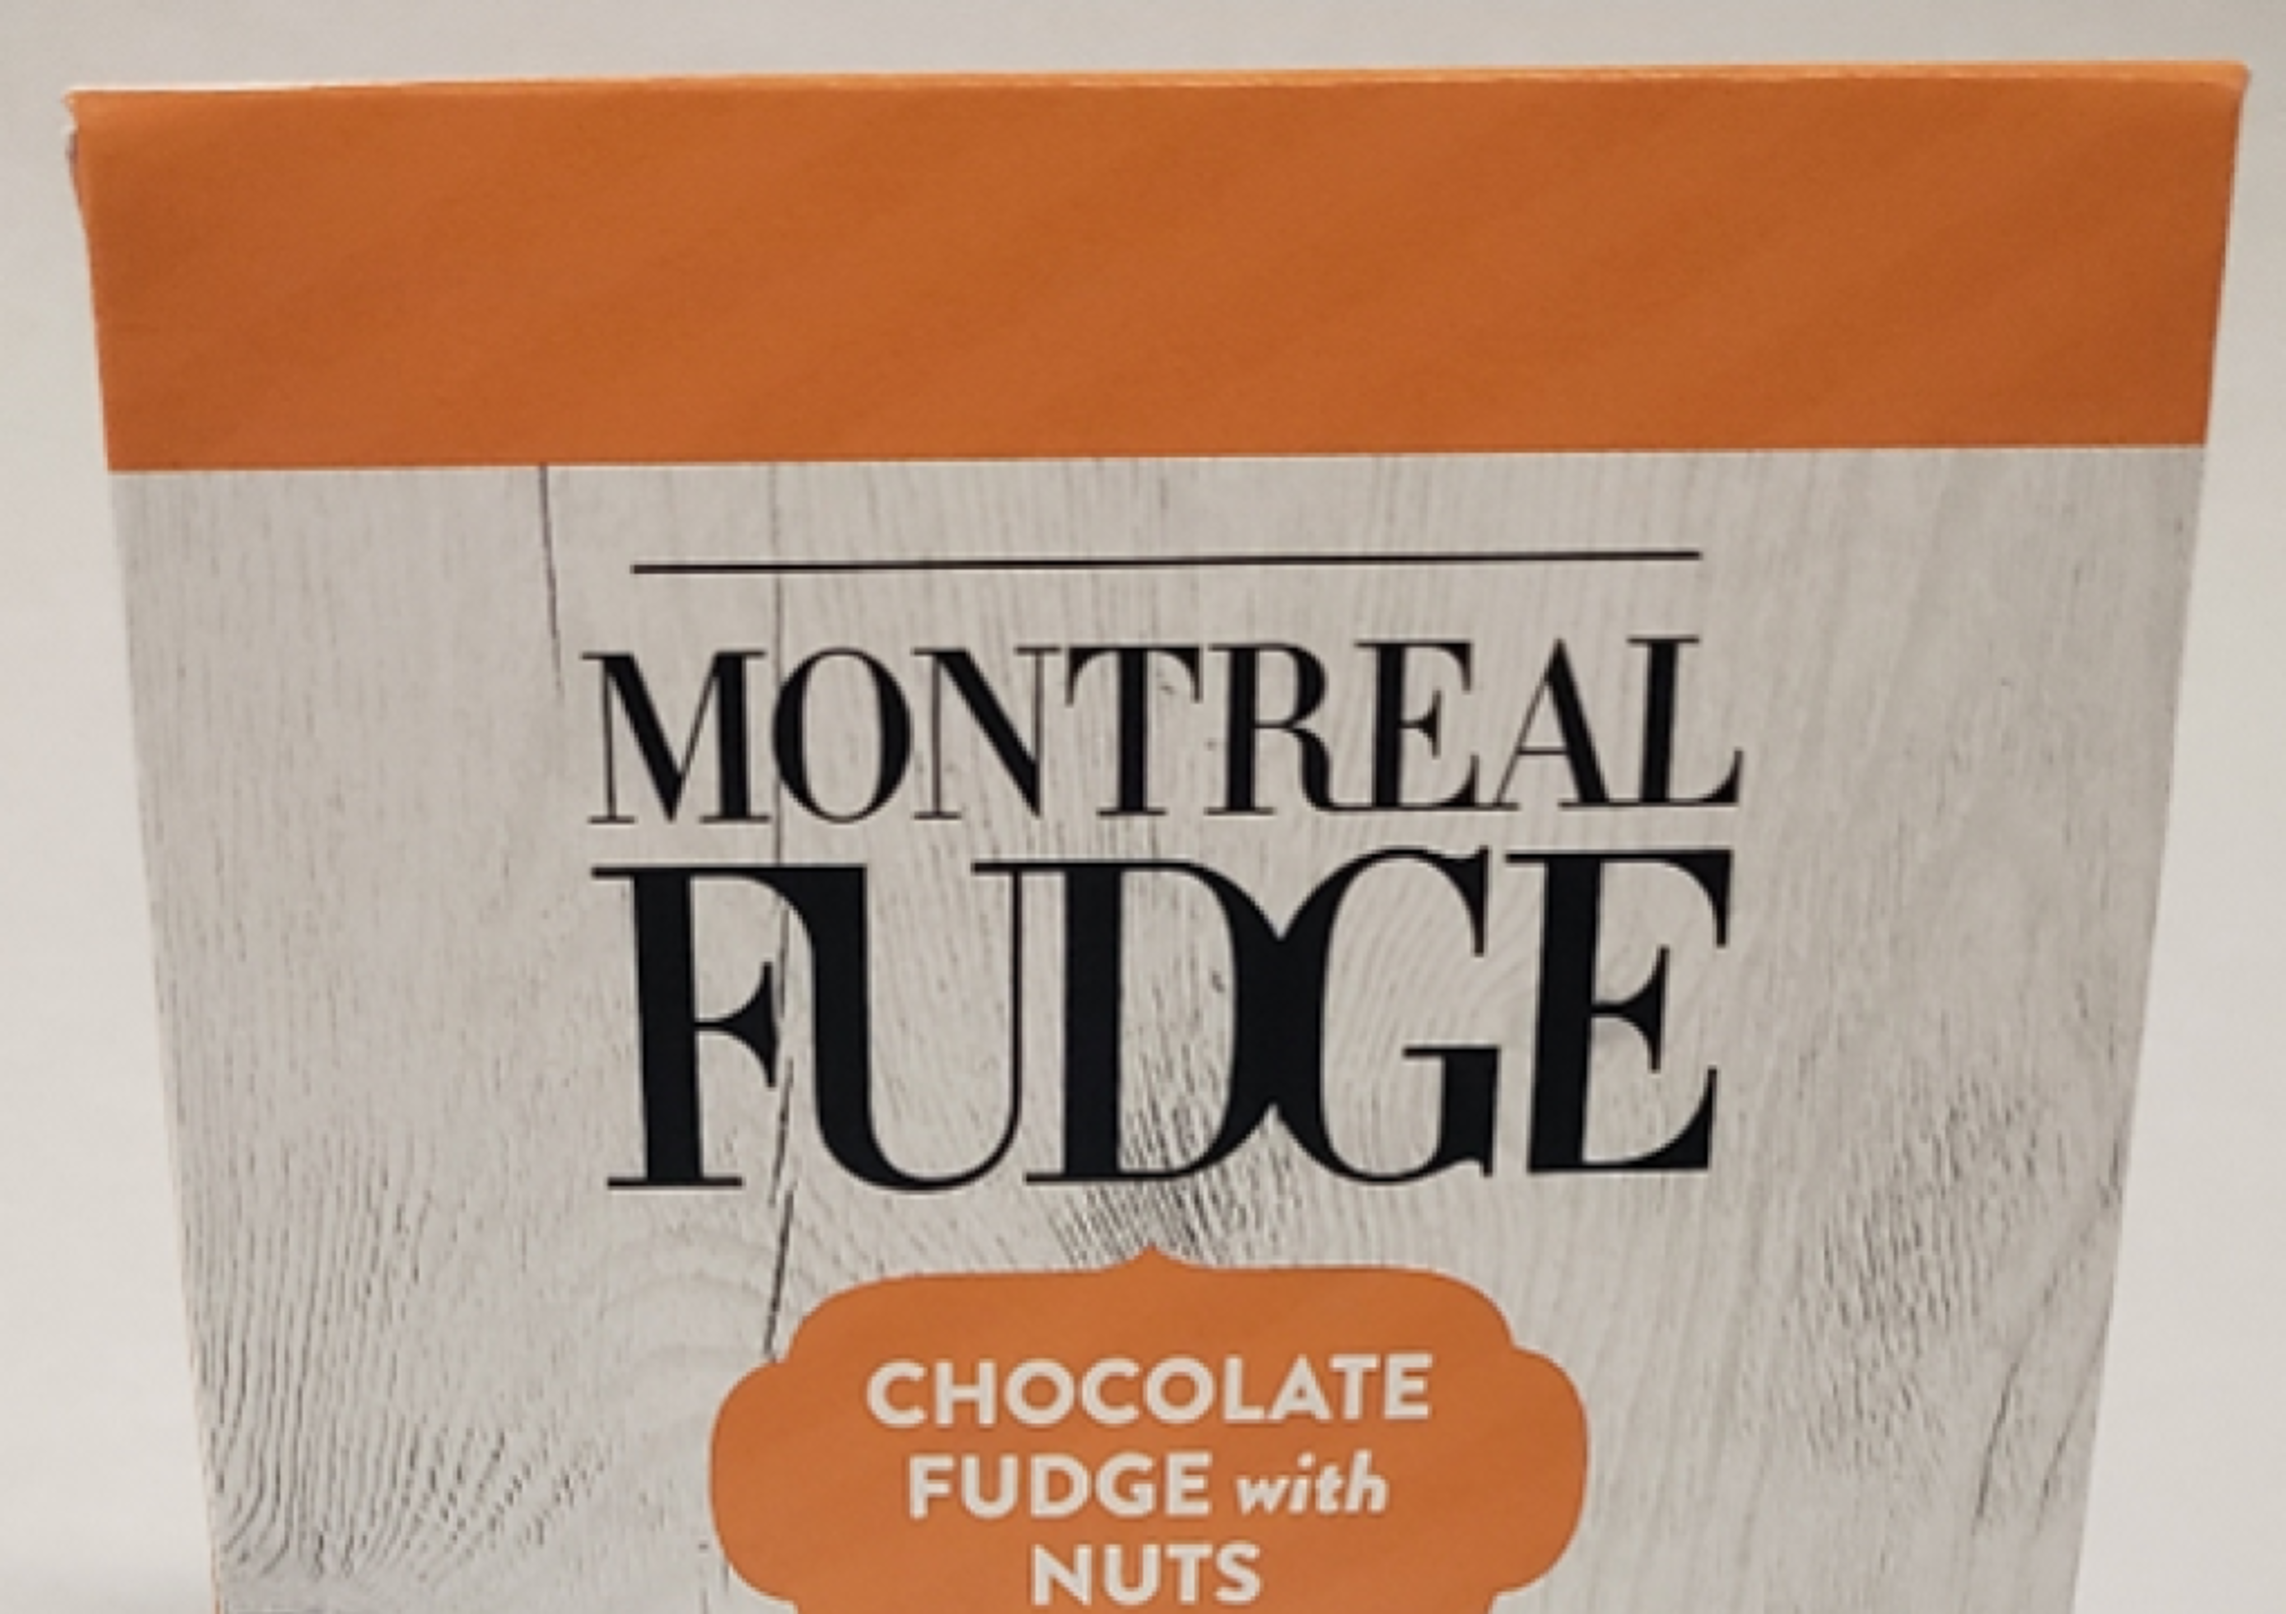 MONTREAL
FUDGE
CHOCOLATE
FUDGE with
NUTS